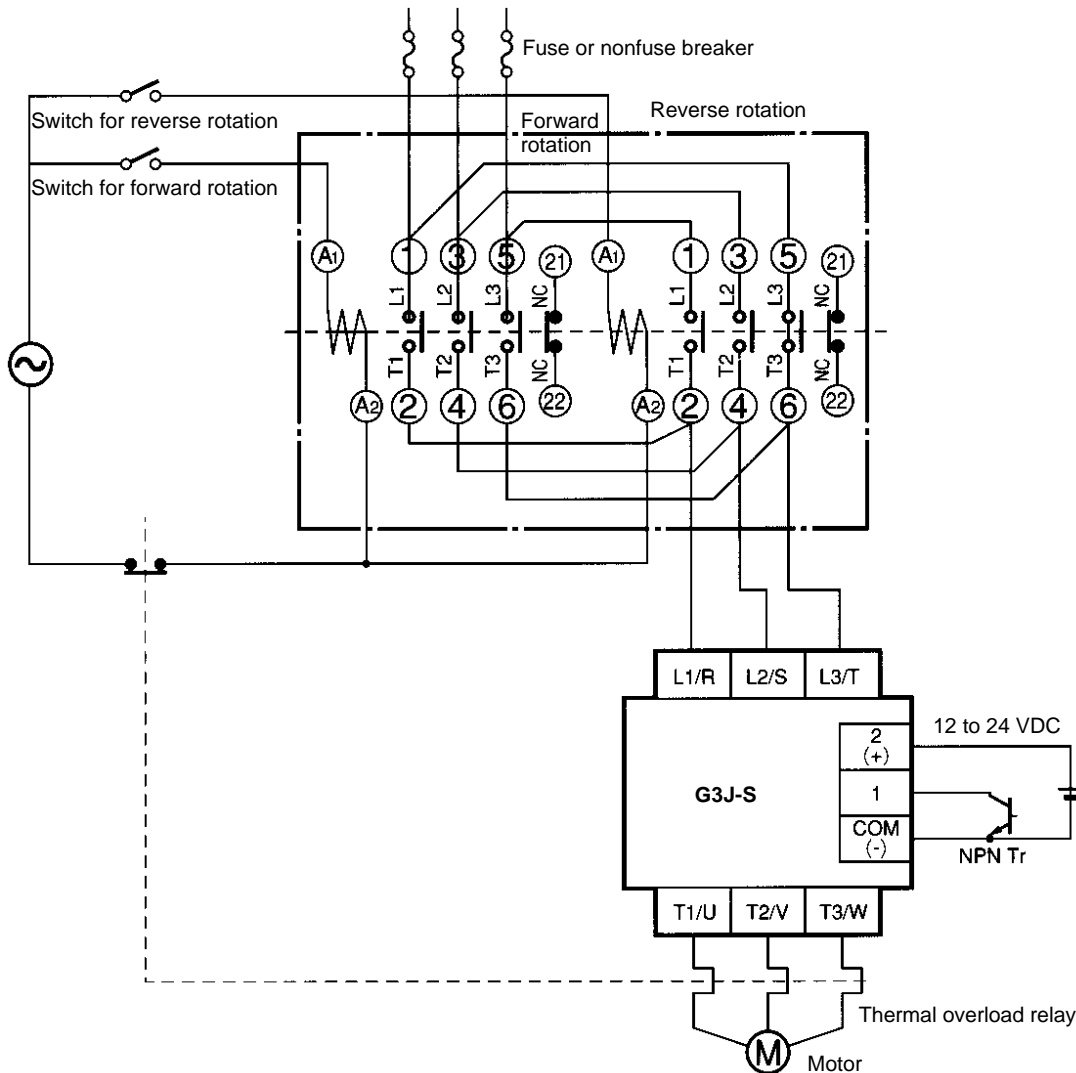 Fuse or nonfuse breaker
Switch for reverse rotation
Reverse rotation
Forward
rotation
Switch for forward rotation
A1 1 3 5 21 A1 1 3 5 21
L1 L2 L3 NC L1 L2 L3 NC
T1 T2 T3 NC T1 T2 T3 NC
A2 2 4 6 22 A2 2 4 6 22
L1/R L2/S L3/T
12 to 24 VDC
2
(+)
G3J-S
1
COM
(-)
NPN Tr
T1/U T2/V T3/W
Thermal overload relay
M
Motor